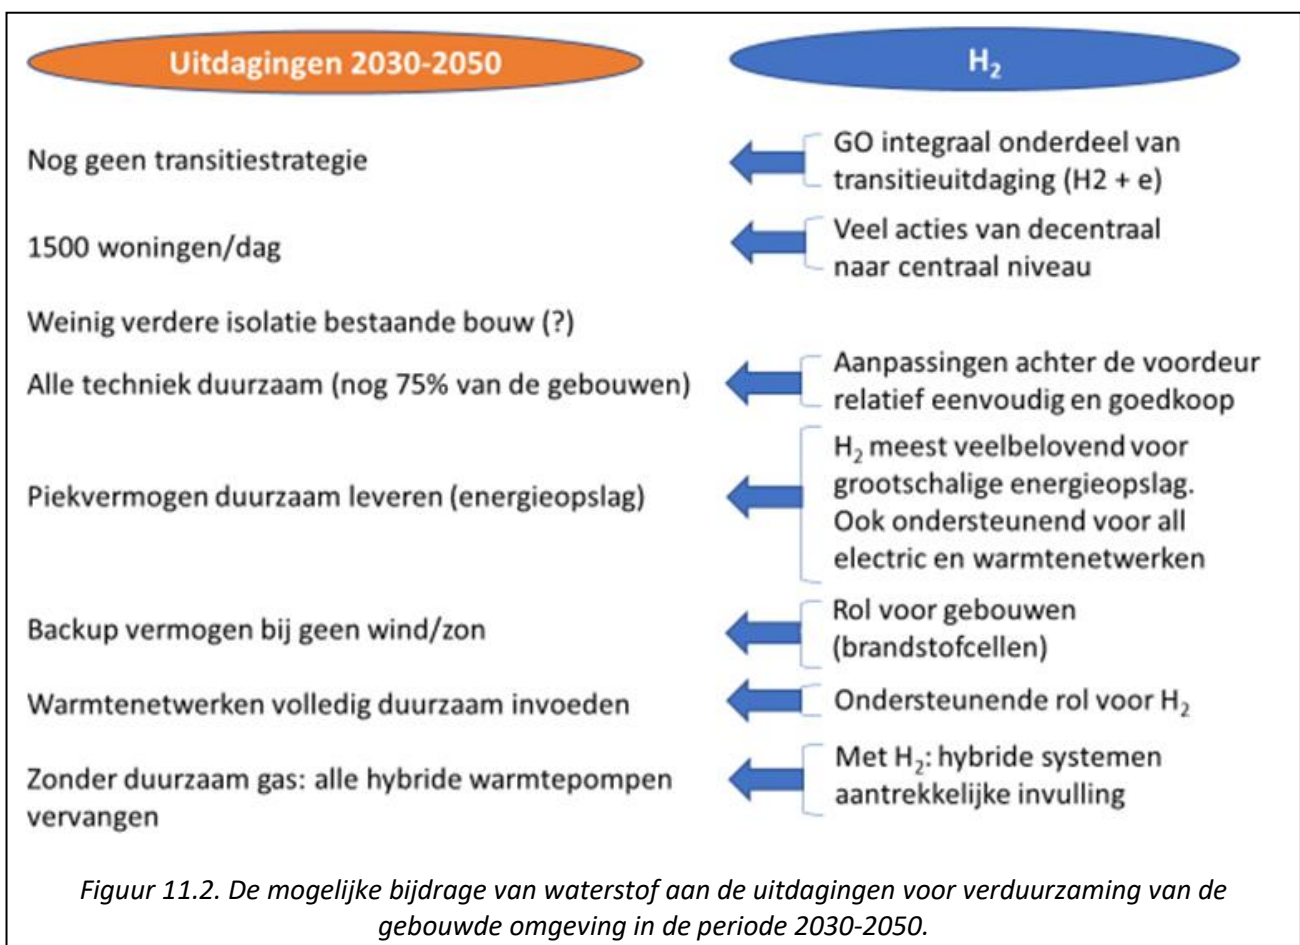 Uitdagingen 2030-2050
H₂
Nog geen transitiestrategie
GO integraal onderdeel van
transitieuitdaging (H2 + e)
1500 woningen/dag
Veel acties van decentraal
naar centraal niveau
Weinig verdere isolatie bestaande bouw (?)
Alle techniek duurzaam (nog 75% van de gebouwen)
Aanpassingen achter de voordeur
relatief eenvoudig en goedkoop
Piekvermogen duurzaam leveren (energieopslag)
H₂ meest veelbelovend voor
grootschalige energieopslag.
Ook ondersteunend voor all
electric en warmtenetwerken
Backup vermogen bij geen wind/zon
Rol voor gebouwen
(brandstofcellen)
Warmtenetwerken volledig duurzaam invoeden
Ondersteunende rol voor H₂
Zonder duurzaam gas: alle hybride warmtepompen
vervangen
Met H₂: hybride systemen
aantrekkelijke invulling
Figuur 11.2. De mogelijke bijdrage van waterstof aan de uitdagingen voor verduurzaming van de
gebouwde omgeving in de periode 2030-2050.